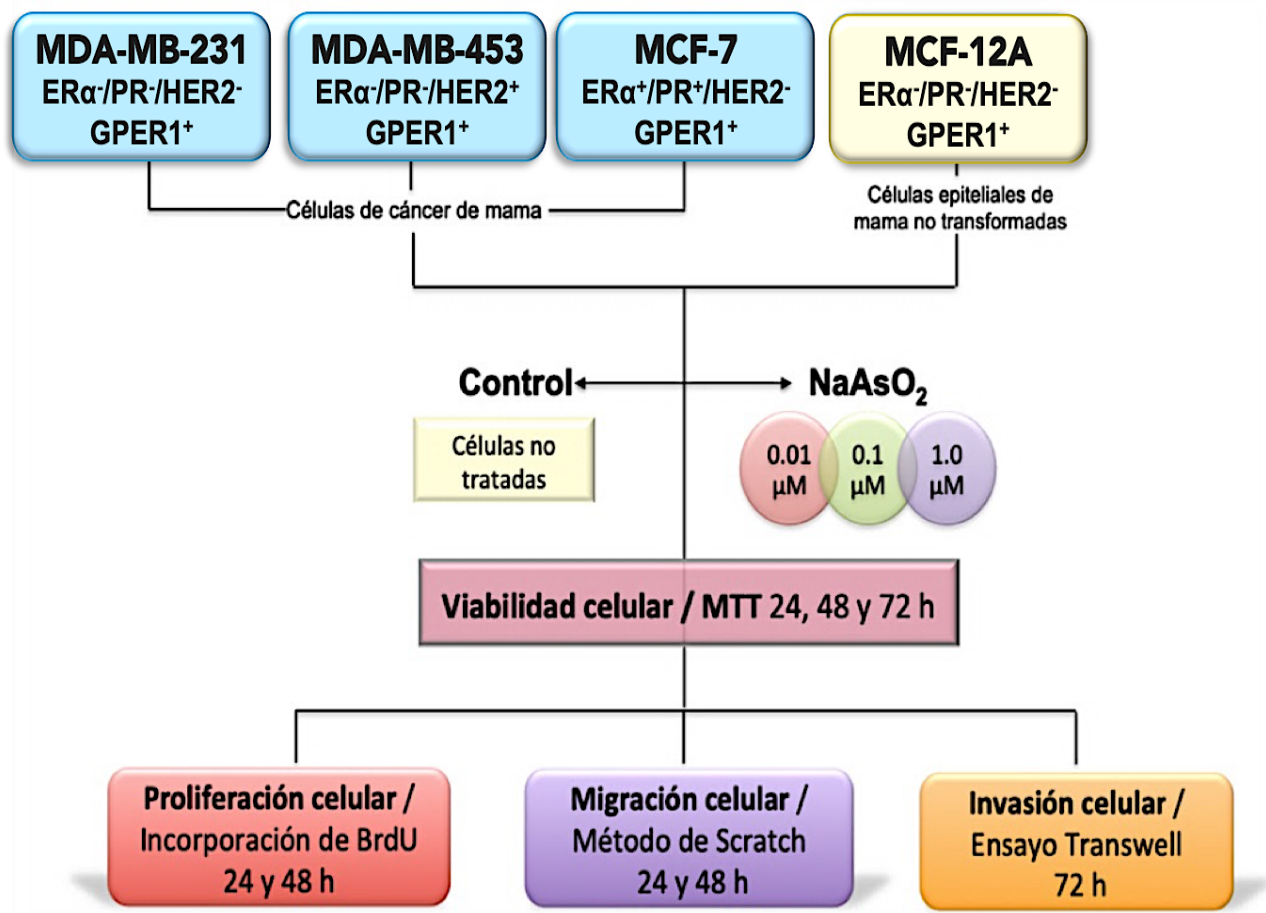 MDA-MB-231
ERα⁻/PR⁻/HER2⁻
GPER1⁺
MDA-MB-453
ERα⁻/PR⁻/HER2⁺
GPER1⁺
MCF-7
ERα⁺/PR⁺/HER2⁻
GPER1⁺
MCF-12A
ERα⁻/PR⁻/HER2⁻
GPER1⁺
Células de cáncer de mama
Células epiteliales de
mama no transformadas
Control
NaAsO₂
Células no
tratadas
0.01
µM
0.1
µM
1.0
µM
Viabilidad celular / MTT 24, 48 y 72 h
Proliferación celular /
Incorporación de BrdU
24 y 48 h
Migración celular /
Método de Scratch
24 y 48 h
Invasión celular /
Ensayo Transwell
72 h